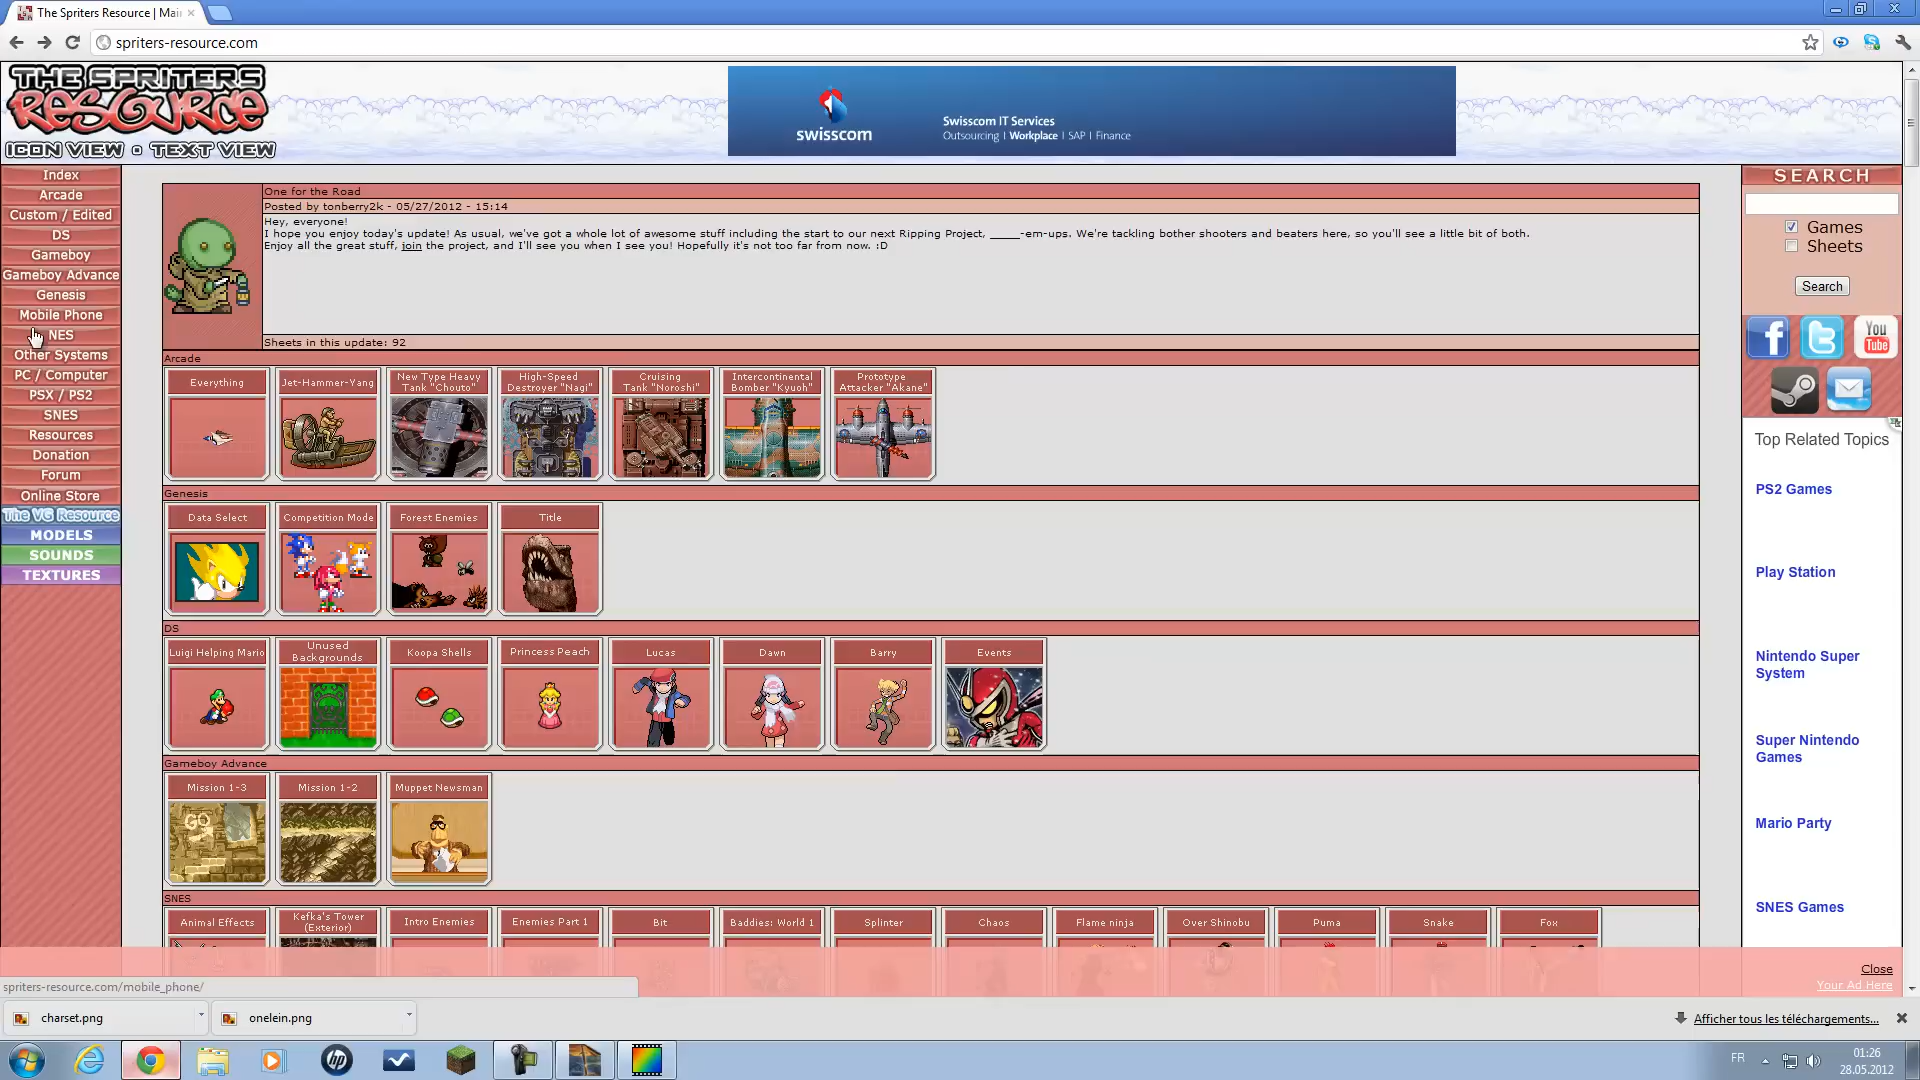 The Spriters Resource | Mai
spriters-resource.com
THE SPRITERS
RESOURCE
ICON VIEW • TEXT VIEW
swisscom
Swisscom IT Services
Outsourcing | Workplace | SAP | Finance
Index
Arcade
Custom / Edited
DS
Gameboy
Gameboy Advance
Genesis
Mobile Phone
NES
Other Systems
PC / Computer
PSX / PS2
SNES
Resources
Donation
Forum
Online Store
The VG Resource
MODELS
SOUNDS
TEXTURES
One for the Road
Posted by tonberry2k - 05/27/2012 - 15:14
Hey, everyone!
I hope you enjoy today's update! As usual, we've got a whole lot of awesome stuff including the start to our next Ripping Project, _____-em-ups. We're tackling bother shooters and beaters here, so you'll see a little bit of both.
Enjoy all the great stuff, join the project, and I'll see you when I see you! Hopefully it's not too far from now. :D
Sheets in this update: 92
Arcade
Everything
Jet-Hammer-Yang
New Type Heavy
Tank "Chouto"
High-Speed
Destroyer "Nagi"
Cruising
Tank "Noroshi"
Intercontinental
Bomber "Kyuoh"
Prototype
Attacker "Akane"
Genesis
Data Select
Competition Mode
Forest Enemies
Title
DS
Luigi Helping Mario
Unused
Backgrounds
Koopa Shells
Princess Peach
Lucas
Dawn
Barry
Events
Gameboy Advance
Mission 1-3
Mission 1-2
Muppet Newsman
GO
SNES
Animal Effects
Kefka's Tower
(Exterior)
Intro Enemies
Enemies Part 1
Bit
Baddies: World 1
Splinter
Chaos
Flame ninja
Over Shinobu
Puma
Snake
Fox
SEARCH
Games
Sheets
Search
f
t
You
Tube
Top Related Topics
PS2 Games
Play Station
Nintendo Super
System
Super Nintendo
Games
Mario Party
SNES Games
Close
Your Ad Here
spriters-resource.com/mobile_phone/
charset.png
onelein.png
Afficher tous les téléchargements...
hp
FR
01:26
28.05.2012